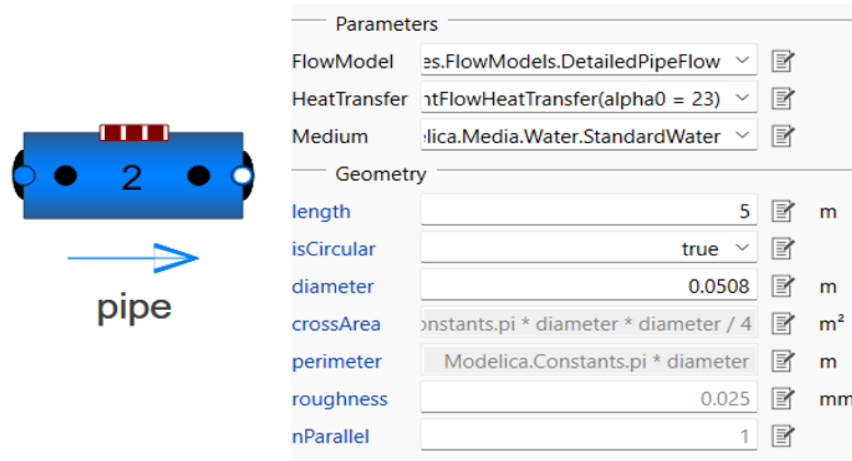 2
pipe
Parameters
FlowModel es.FlowModels.DetailedPipeFlow
HeatTransfer ntFlowHeatTransfer(alpha0 = 23)
Medium lica.Media.Water.StandardWater
Geometry
length 5 m
isCircular true
diameter 0.0508 m
crossArea onstants.pi * diameter * diameter / 4 m²
perimeter Modelica.Constants.pi * diameter m
roughness 0.025 mm
nParallel 1